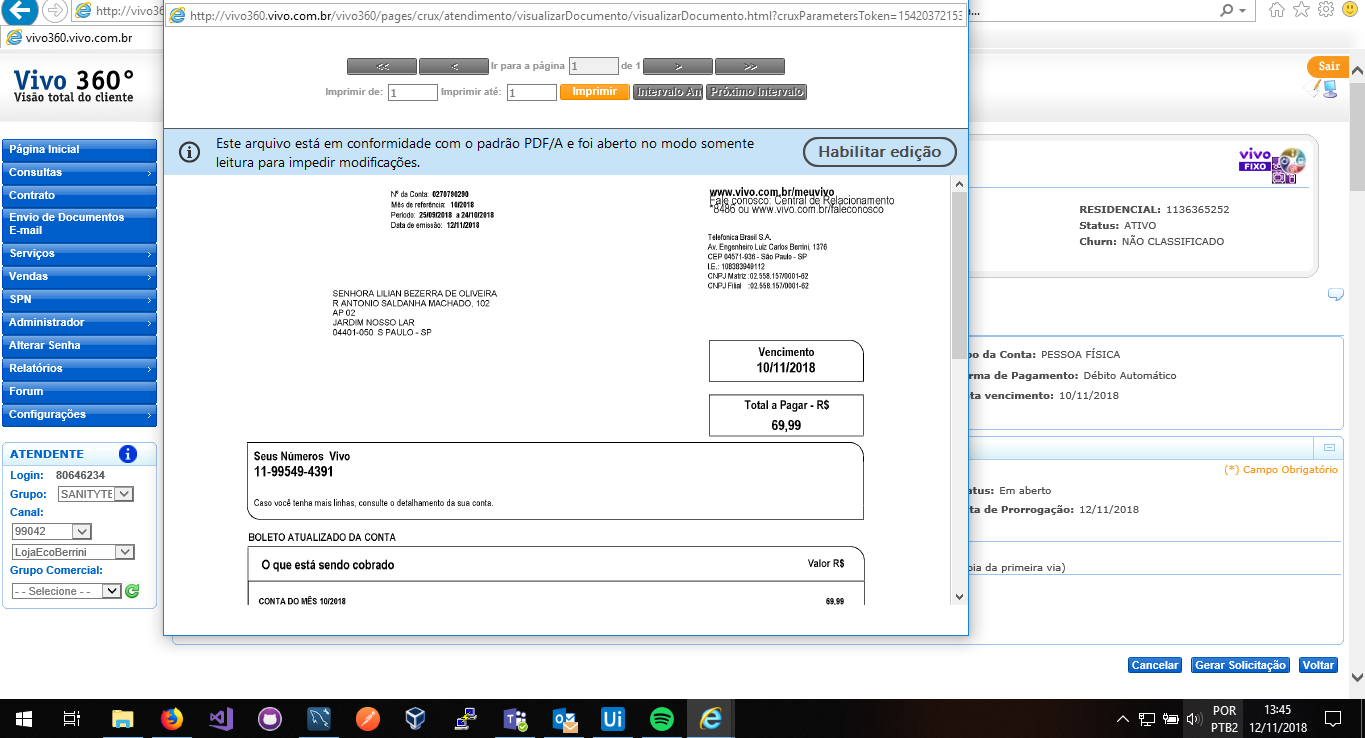 http://vivo360.vivo.com.br/vivo360/pages/crux/atendimento/visualizarDocumento/visualizarDocumento.html?cruxParametersToken=15420372153
http://vivo36
...
vivo360.vivo.com.br
Vivo 360°
Visão total do cliente
Sair
<<
<
Ir para a página
1
de 1
>
>>
Imprimir de:
1
Imprimir até:
1
Imprimir
Intervalo An
Próximo Intervalo
Este arquivo está em conformidade com o padrão PDF/A e foi aberto no modo somente
leitura para impedir modificações.
Habilitar edição
Página Inicial
Consultas
Contrato
Envio de Documentos
E-mail
Serviços
Vendas
SPN
Administrador
Alterar Senha
Relatórios
Forum
Configurações
ATENDENTE
Login: 80646234
Grupo: SANITYTE
Canal:
99042
LojaEcoBerrini
Grupo Comercial:
- - Selecione - -
Nº da Conta: 0270790290
Mês de referência: 10/2018
Período: 25/09/2018 a 24/10/2018
Data de emissão: 12/11/2018
www.vivo.com.br/meuvivo
Fale conosco: Central de Relacionamento
*8486 ou www.vivo.com.br/faleconosco
Telefonica Brasil S.A.
Av. Engenheiro Luiz Carlos Berrini, 1376
CEP 04571-936 - São Paulo - SP
I.E.: 108383949112
CNPJ Matriz :02.558.157/0001-62
CNPJ Filial :02.558.157/0001-62
SENHORA LILIAN BEZERRA DE OLIVEIRA
R ANTONIO SALDANHA MACHADO, 102
AP 02
JARDIM NOSSO LAR
04401-050 S PAULO - SP
Vencimento
10/11/2018
Total a Pagar - R$
69,99
Seus Números Vivo
11-99549-4391
Caso você tenha mais linhas, consulte o detalhamento da sua conta.
BOLETO ATUALIZADO DA CONTA
O que está sendo cobrado
Valor R$
CONTA DO MÊS 10/2018
69,99
vivo
FIXO
RESIDENCIAL: 1136365252
Status: ATIVO
Churn: NÃO CLASSIFICADO
po da Conta: PESSOA FÍSICA
rma de Pagamento: Débito Automático
ta vencimento: 10/11/2018
(*) Campo Obrigatório
atus: Em aberto
ta de Prorrogação: 12/11/2018
pia da primeira via)
Cancelar
Gerar Solicitação
Voltar
Ui
POR
PTB2
13:45
12/11/2018